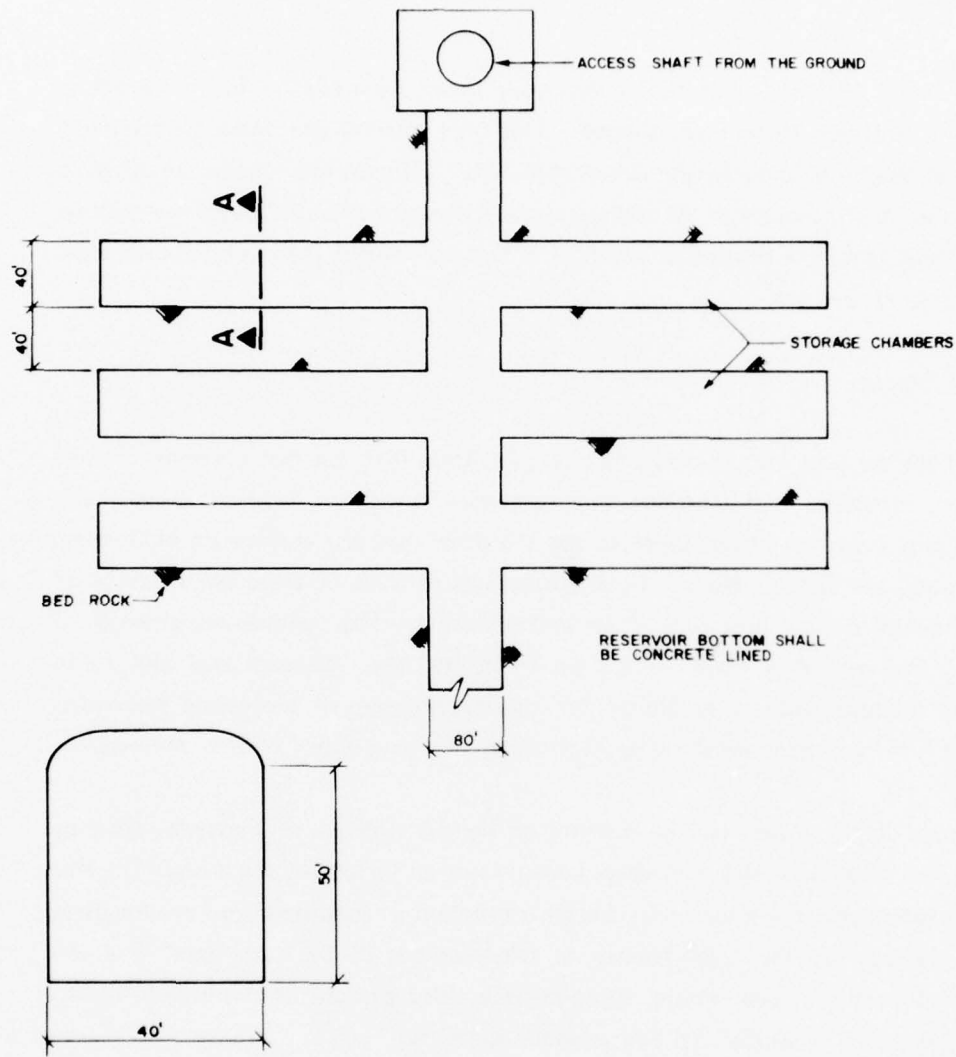 ACCESS SHAFT FROM THE GROUND
A
40'
40'
A
STORAGE CHAMBERS
BED ROCK
RESERVOIR BOTTOM SHALL
BE CONCRETE LINED
80'
50'
40'